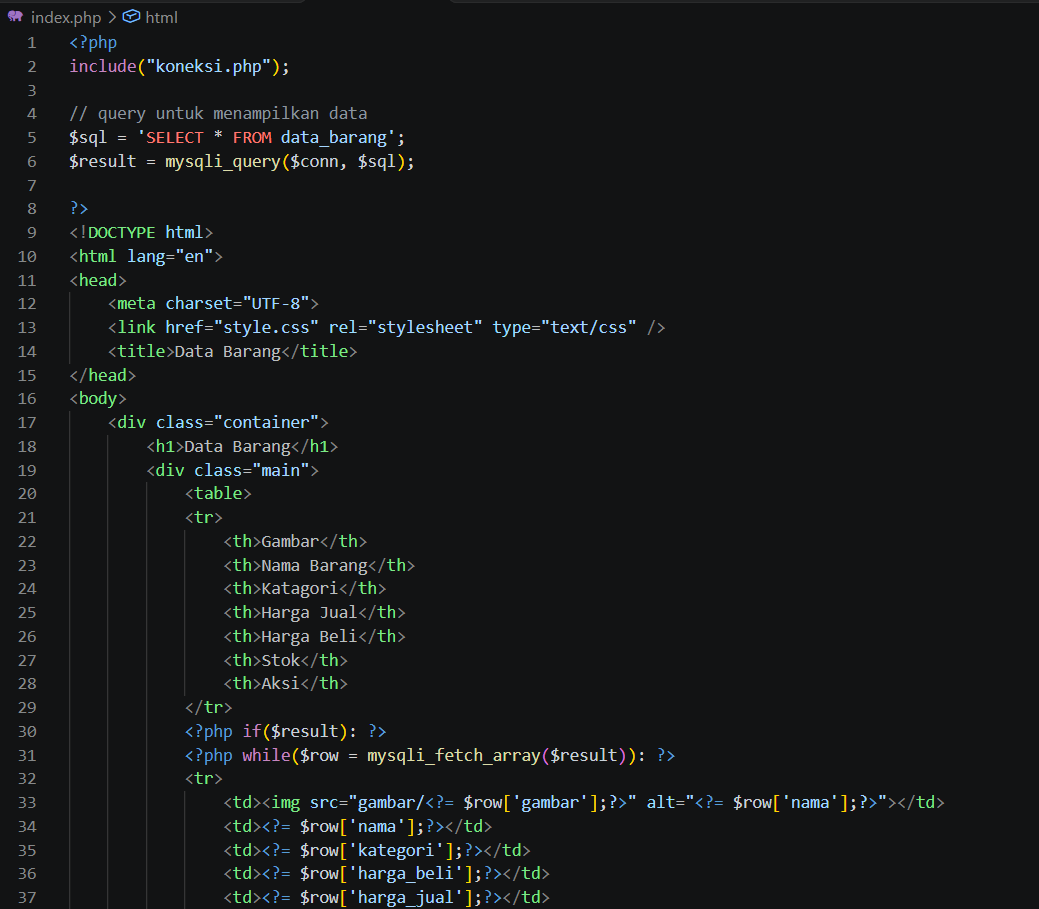 index.php > html
1 <?php
2 include("koneksi.php");
3
4 // query untuk menampilkan data
5 $sql = 'SELECT * FROM data_barang';
6 $result = mysqli_query($conn, $sql);
7
8 ?>
9 <!DOCTYPE html>
10 <html lang="en">
11 <head>
12     <meta charset="UTF-8">
13     <link href="style.css" rel="stylesheet" type="text/css" />
14     <title>Data Barang</title>
15 </head>
16 <body>
17     <div class="container">
18         <h1>Data Barang</h1>
19         <div class="main">
20             <table>
21             <tr>
22                 <th>Gambar</th>
23                 <th>Nama Barang</th>
24                 <th>Katagori</th>
25                 <th>Harga Jual</th>
26                 <th>Harga Beli</th>
27                 <th>Stok</th>
28                 <th>Aksi</th>
29             </tr>
30             <?php if($result): ?>
31             <?php while($row = mysqli_fetch_array($result)): ?>
32             <tr>
33                 <td><img src="gambar/<?= $row['gambar'];?>" alt="<?= $row['nama'];?>"></td>
34                 <td><?= $row['nama'];?></td>
35                 <td><?= $row['kategori'];?></td>
36                 <td><?= $row['harga_beli'];?></td>
37                 <td><?= $row['harga_jual'];?></td>